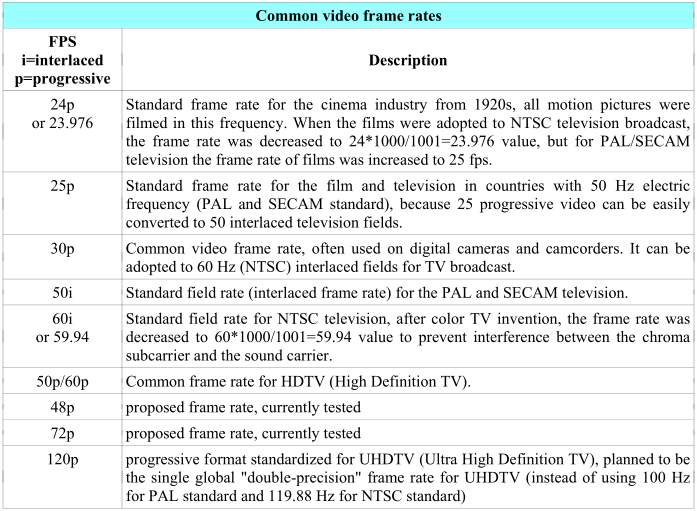 Common video frame rates
FPS
i=interlaced
p=progressive
Description
24p
or 23.976
Standard frame rate for the cinema industry from 1920s, all motion pictures were
filmed in this frequency. When the films were adopted to NTSC television broadcast,
the frame rate was decreased to 24*1000/1001=23.976 value, but for PAL/SECAM
television the frame rate of films was increased to 25 fps.
25p
Standard frame rate for the film and television in countries with 50 Hz electric
frequency (PAL and SECAM standard), because 25 progressive video can be easily
converted to 50 interlaced television fields.
30p
Common video frame rate, often used on digital cameras and camcorders. It can be
adopted to 60 Hz (NTSC) interlaced fields for TV broadcast.
50i
Standard field rate (interlaced frame rate) for the PAL and SECAM television.
60i
or 59.94
Standard field rate for NTSC television, after color TV invention, the frame rate was
decreased to 60*1000/1001=59.94 value to prevent interference between the chroma
subcarrier and the sound carrier.
50p/60p
Common frame rate for HDTV (High Definition TV).
48p
proposed frame rate, currently tested
72p
proposed frame rate, currently tested
120p
progressive format standardized for UHDTV (Ultra High Definition TV), planned to be
the single global "double-precision" frame rate for UHDTV (instead of using 100 Hz
for PAL standard and 119.88 Hz for NTSC standard)